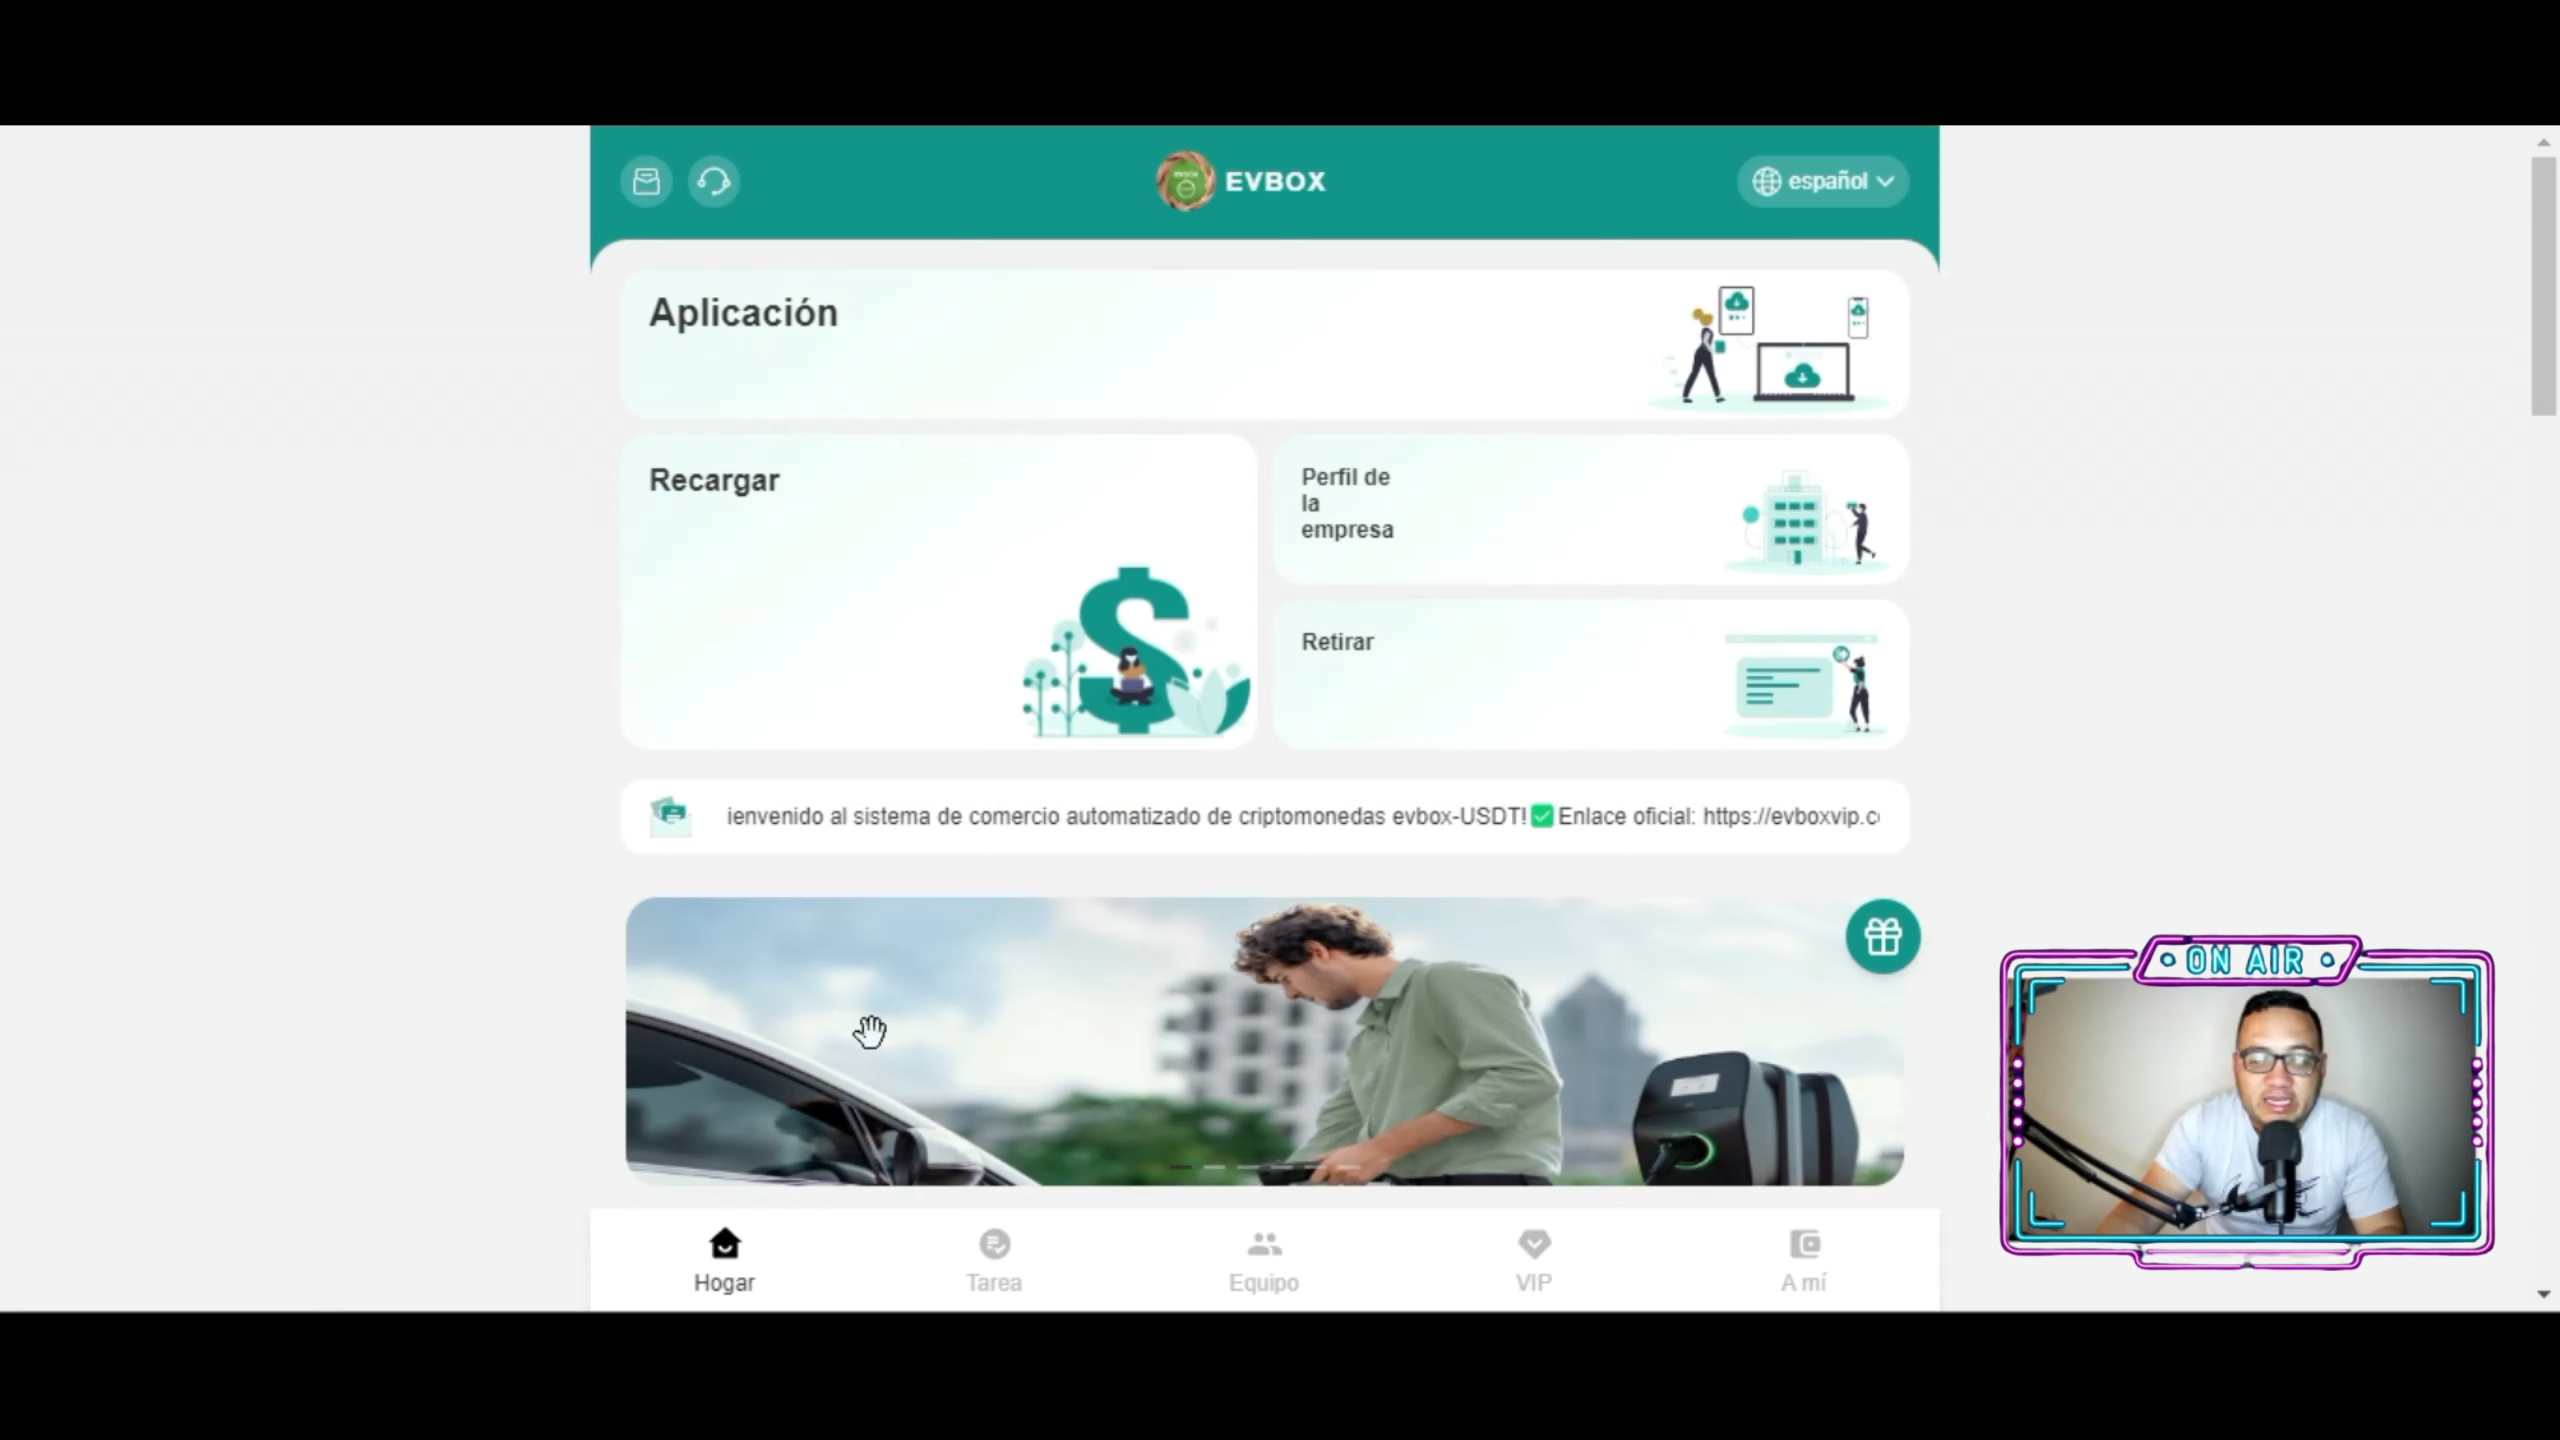 EVBOX
español
Aplicación
Recargar
Perfil de
la
empresa
Retirar
ienvenido al sistema de comercio automatizado de criptomonedas evbox-USDT!✅Enlace oficial: https://evboxvip.c
ON AIR
Hogar
Tarea
Equipo
VIP
A mí